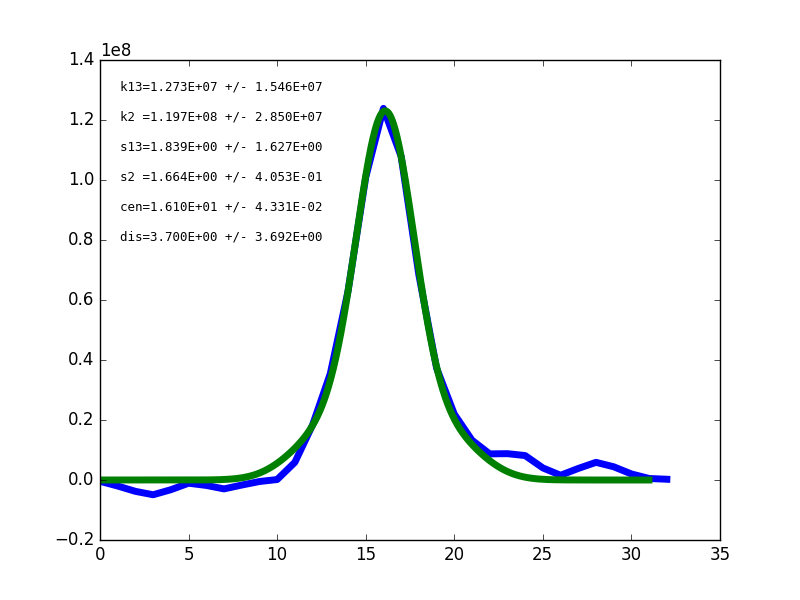 1e8
1.4
k13=1.273E+07 +/- 1.546E+07
1.2
k2 =1.197E+08 +/- 2.850E+07
s13=1.839E+00 +/- 1.627E+00
1.0
s2 =1.664E+00 +/- 4.053E-01
cen=1.610E+01 +/- 4.331E-02
0.8
dis=3.700E+00 +/- 3.692E+00
0.6
0.4
0.2
0.0
−0.2
0 5 10 15 20 25 30 35